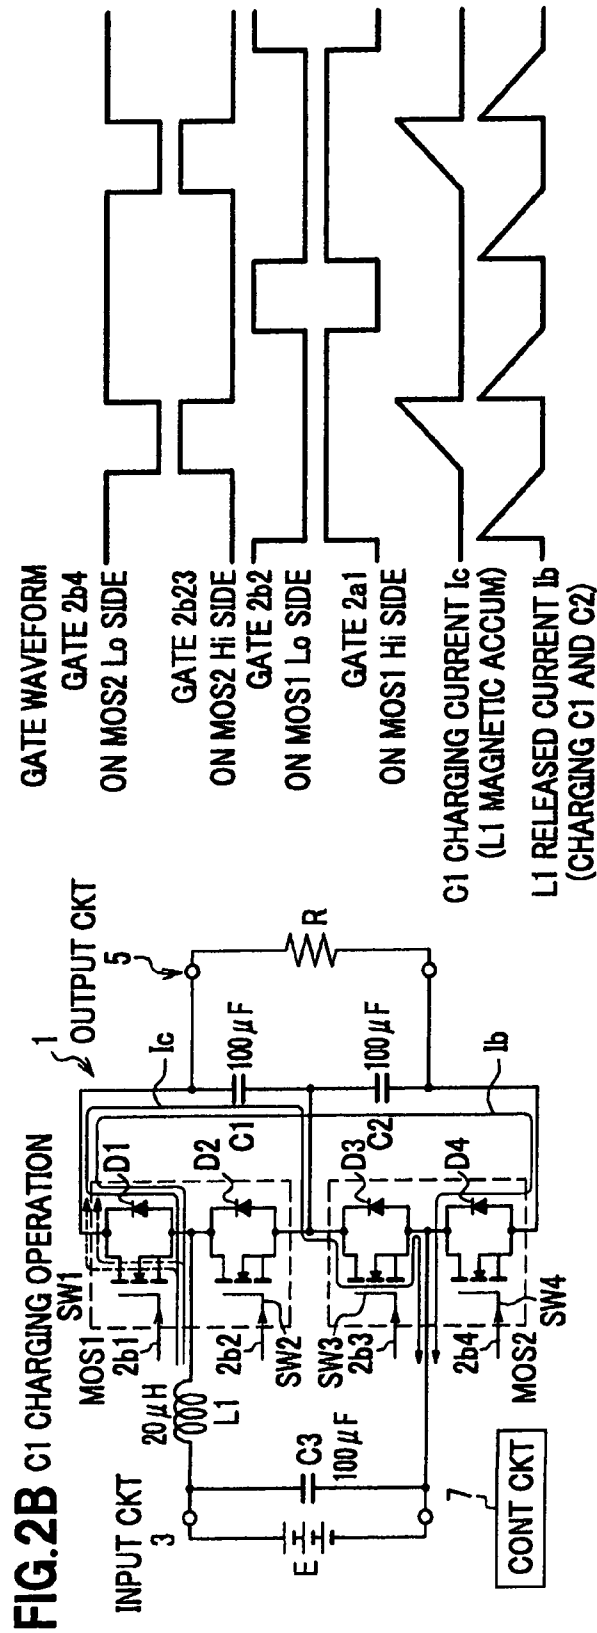 FIG.2B C1 CHARGING OPERATION
1
OUTPUT CKT
5
INPUT CKT
3
E
C3
100μF
20μH
L1
MOS1
SW1
2b1
2b2
SW2
SW3
2b3
2b4
MOS2
SW4
D1
D2
D3
D4
C1
C2
Ic
Ib
100μF
100μF
R
7
CONT CKT
GATE WAVEFORM
GATE 2b4
ON MOS2 Lo SIDE
GATE 2b23
ON MOS2 Hi SIDE
GATE 2b2
ON MOS1 Lo SIDE
GATE 2a1
ON MOS1 Hi SIDE
C1 CHARGING CURRENT Ic
(L1 MAGNETIC ACCUM)
L1 RELEASED CURRENT Ib
(CHARGING C1 AND C2)